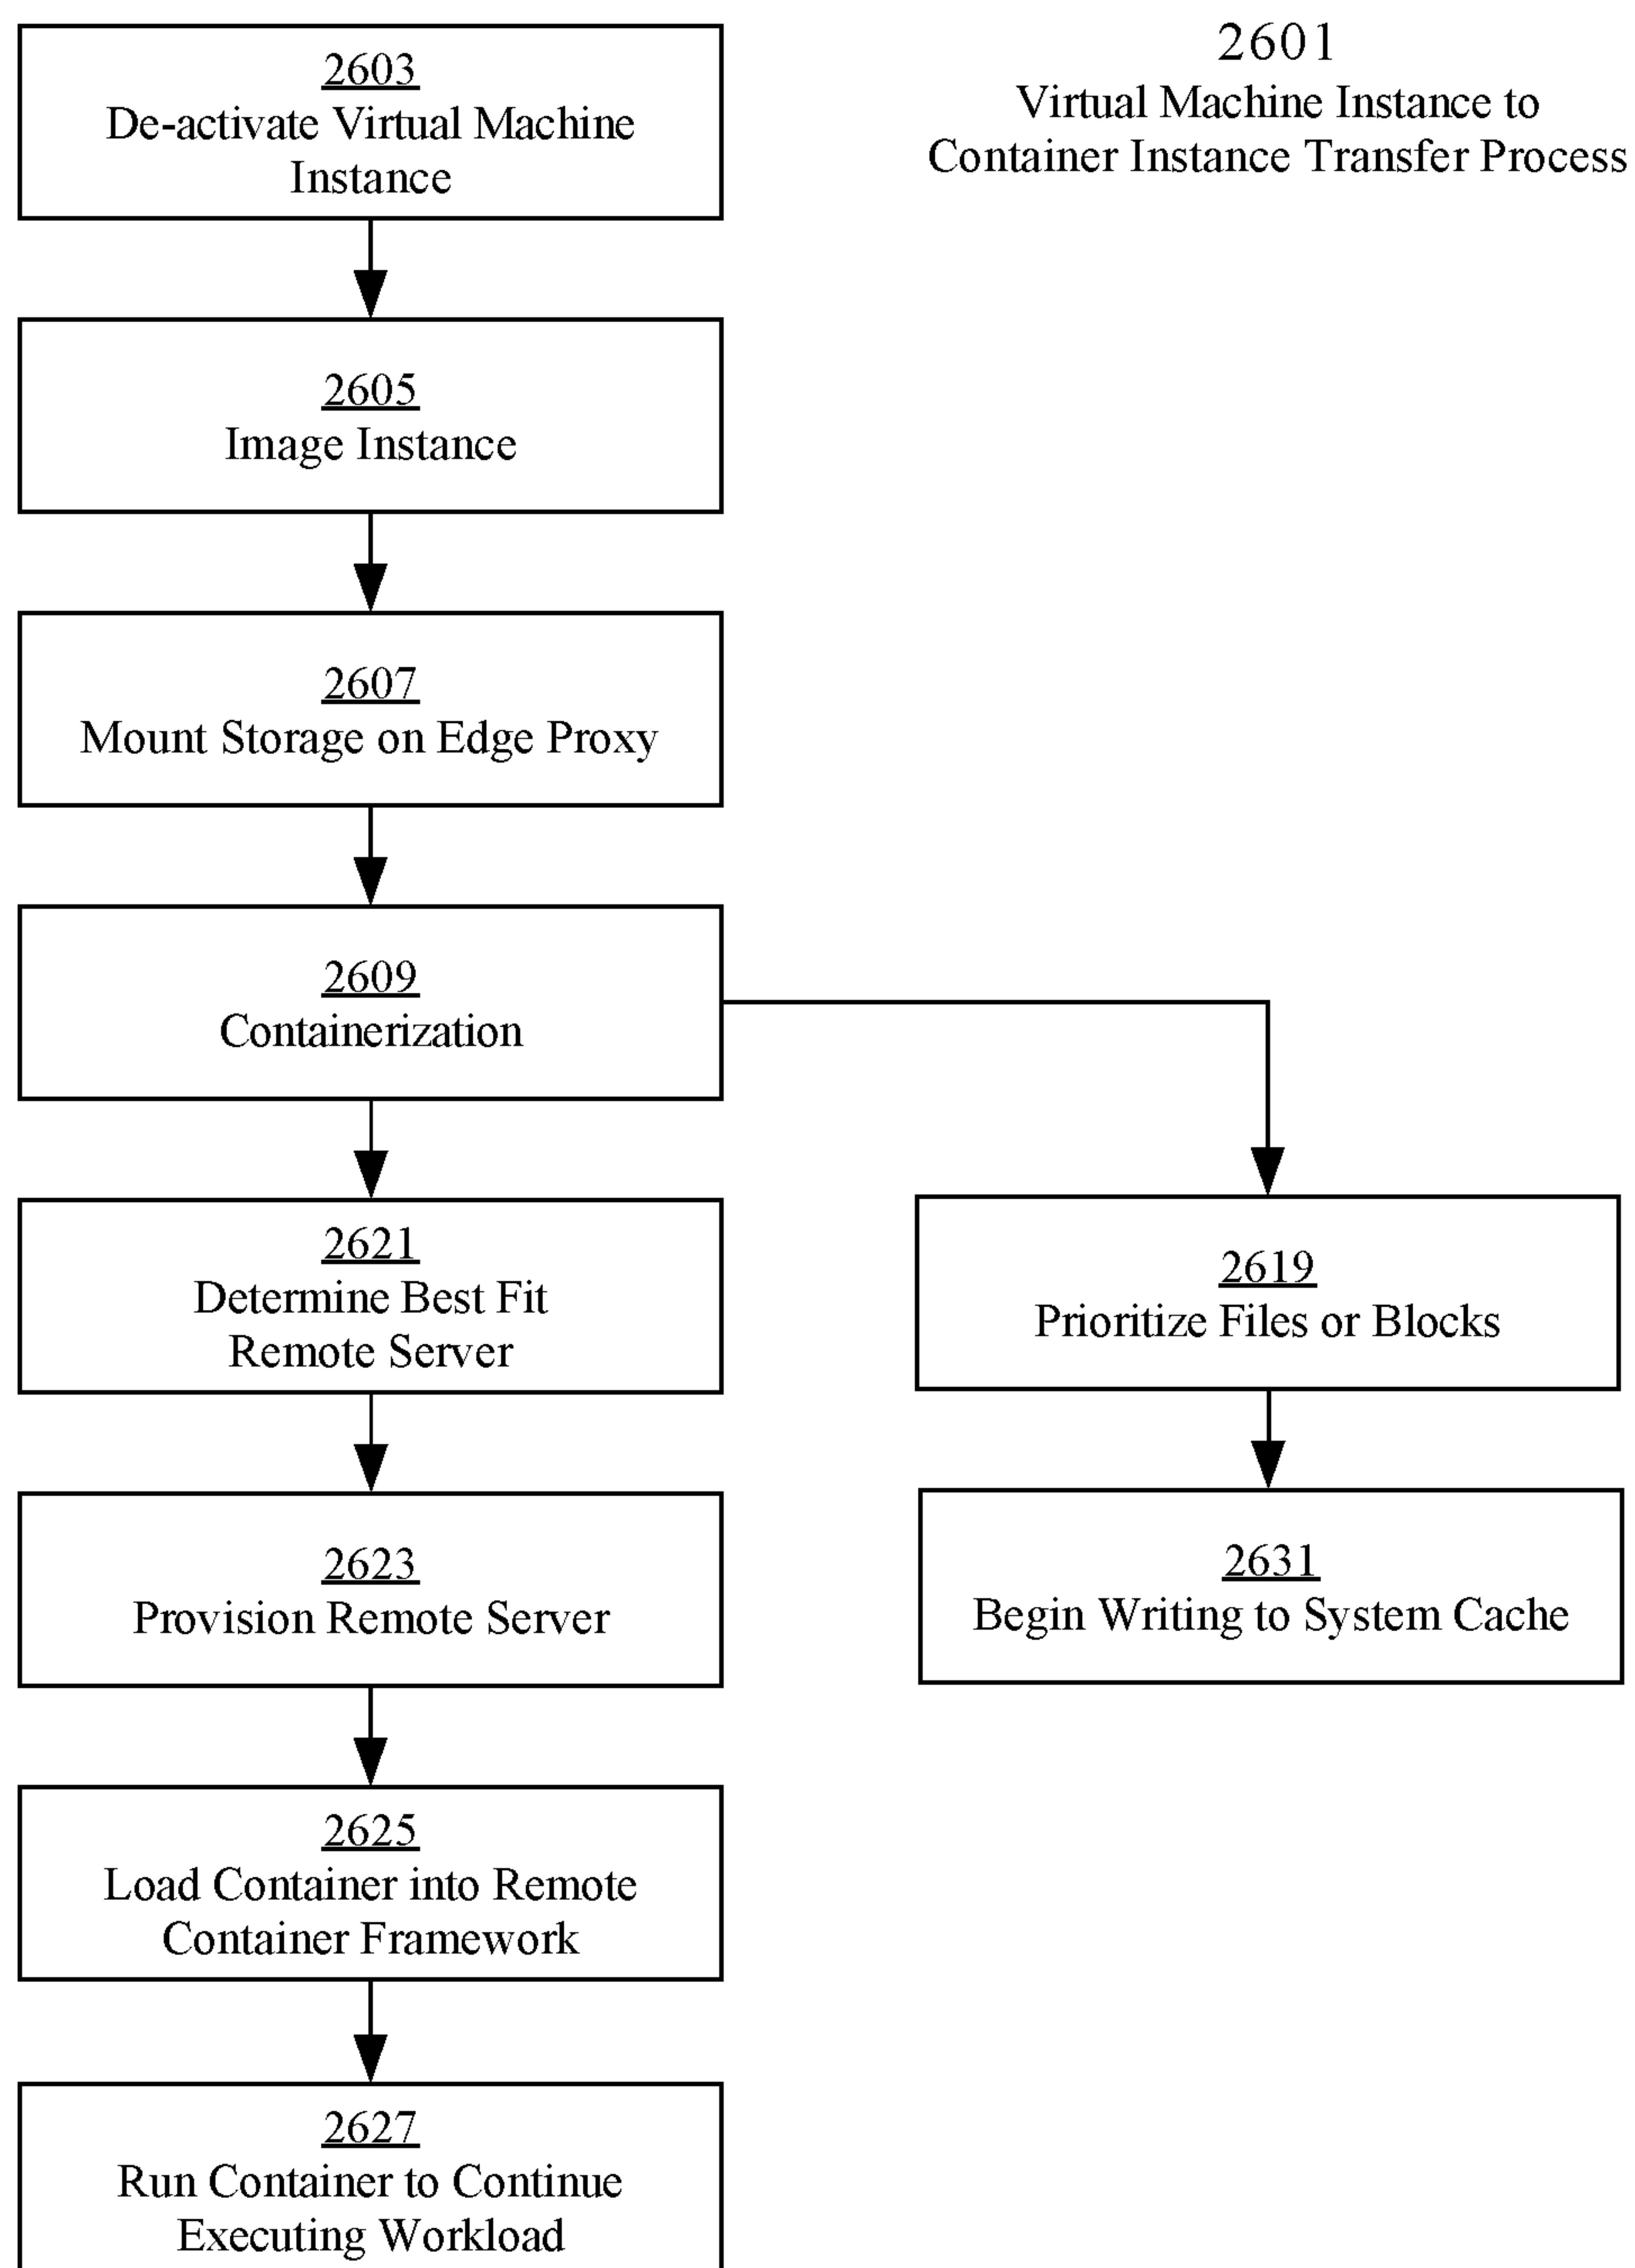 2601
Virtual Machine Instance to
Container Instance Transfer Process
2603
De-activate Virtual Machine
Instance
2605
Image Instance
2607
Mount Storage on Edge Proxy
2609
Containerization
2621
Determine Best Fit
Remote Server
2619
Prioritize Files or Blocks
2623
Provision Remote Server
2631
Begin Writing to System Cache
2625
Load Container into Remote
Container Framework
2627
Run Container to Continue
Executing Workload